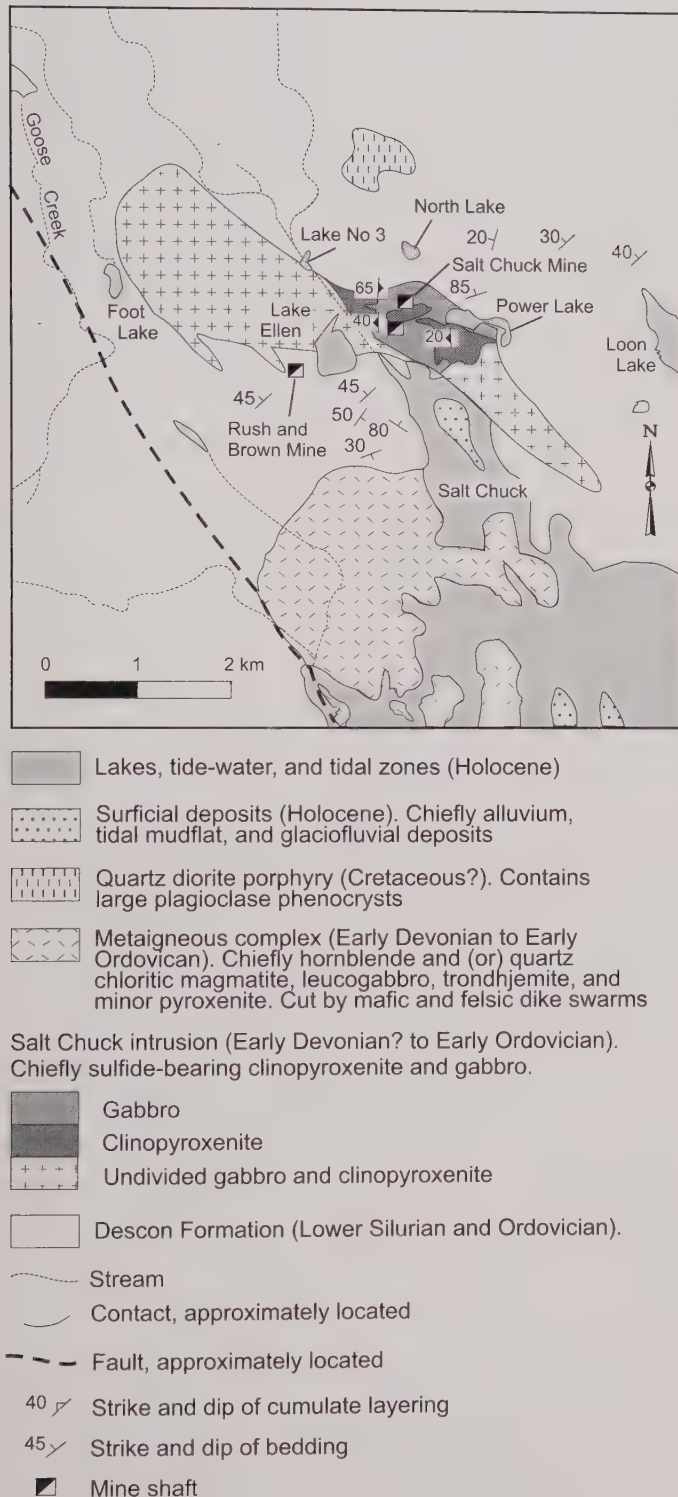 Goose
Creek
Foot
Lake
Lake No 3
North Lake
20
30
40
Salt Chuck Mine
65
85
Power Lake
Lake
Ellen
40
20
Loon
Lake
45
45
50
80
30
Rush and
Brown Mine
N
Salt Chuck
0 1 2 km
Lakes, tide-water, and tidal zones (Holocene)
Surficial deposits (Holocene). Chiefly alluvium,
tidal mudflat, and glaciofluvial deposits
Quartz diorite porphyry (Cretaceous?). Contains
large plagioclase phenocrysts
Metaigneous complex (Early Devonian to Early
Ordovican). Chiefly hornblende and (or) quartz
chloritic magmatite, leucogabbro, trondhjemite, and
minor pyroxenite. Cut by mafic and felsic dike swarms
Salt Chuck intrusion (Early Devonian? to Early Ordovician).
Chiefly sulfide-bearing clinopyroxenite and gabbro.
Gabbro
Clinopyroxenite
Undivided gabbro and clinopyroxenite
Descon Formation (Lower Silurian and Ordovician).
Stream
Contact, approximately located
Fault, approximately located
40 Strike and dip of cumulate layering
45 Strike and dip of bedding
Mine shaft